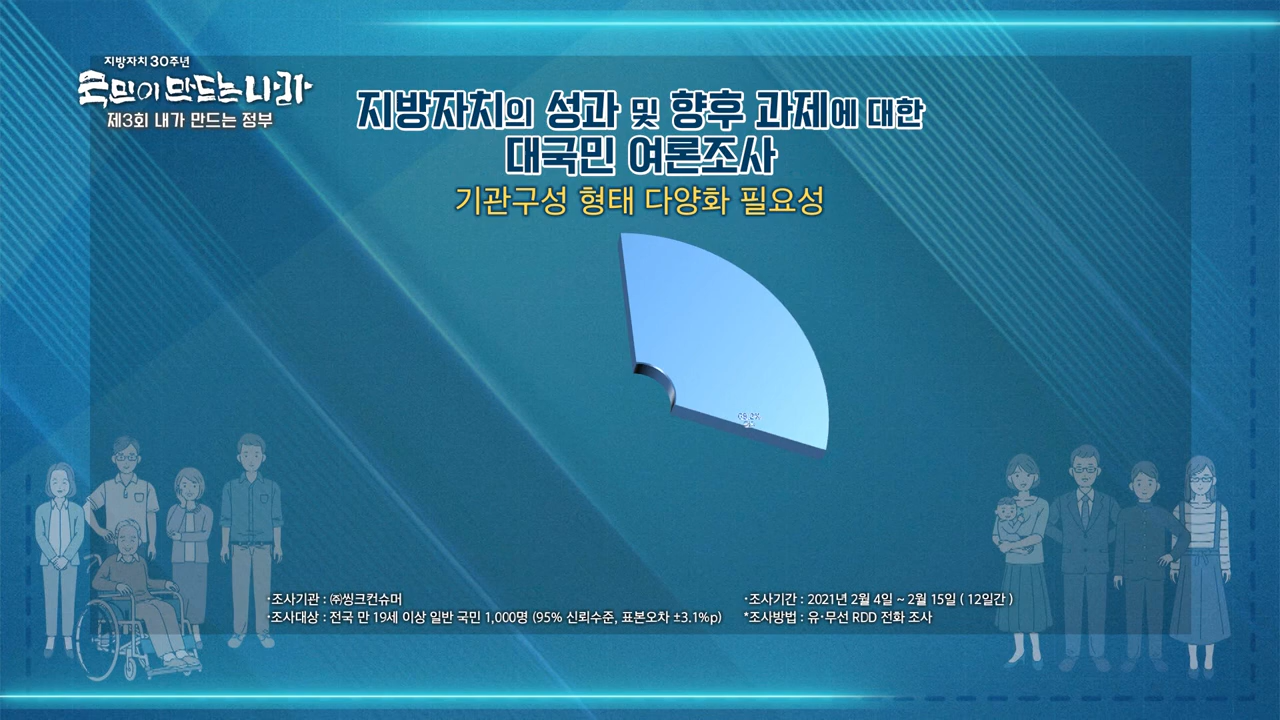 지방자치 30주년
국민이 만드는 나라
제3회 내가 만드는 정부
지방자치의 성과 및 향후 과제에 대한
대국민 여론조사
기관구성 형태 다양화 필요성
·조사기관 : ㈜씽크컨슈머
·조사대상 : 전국 만 19세 이상 일반 국민 1,000명 (95% 신뢰수준, 표본오차 ±3.1%p)
·조사기간 : 2021년 2월 4일 ~ 2월 15일 ( 12일간 )
*조사방법 : 유·무선 RDD 전화 조사